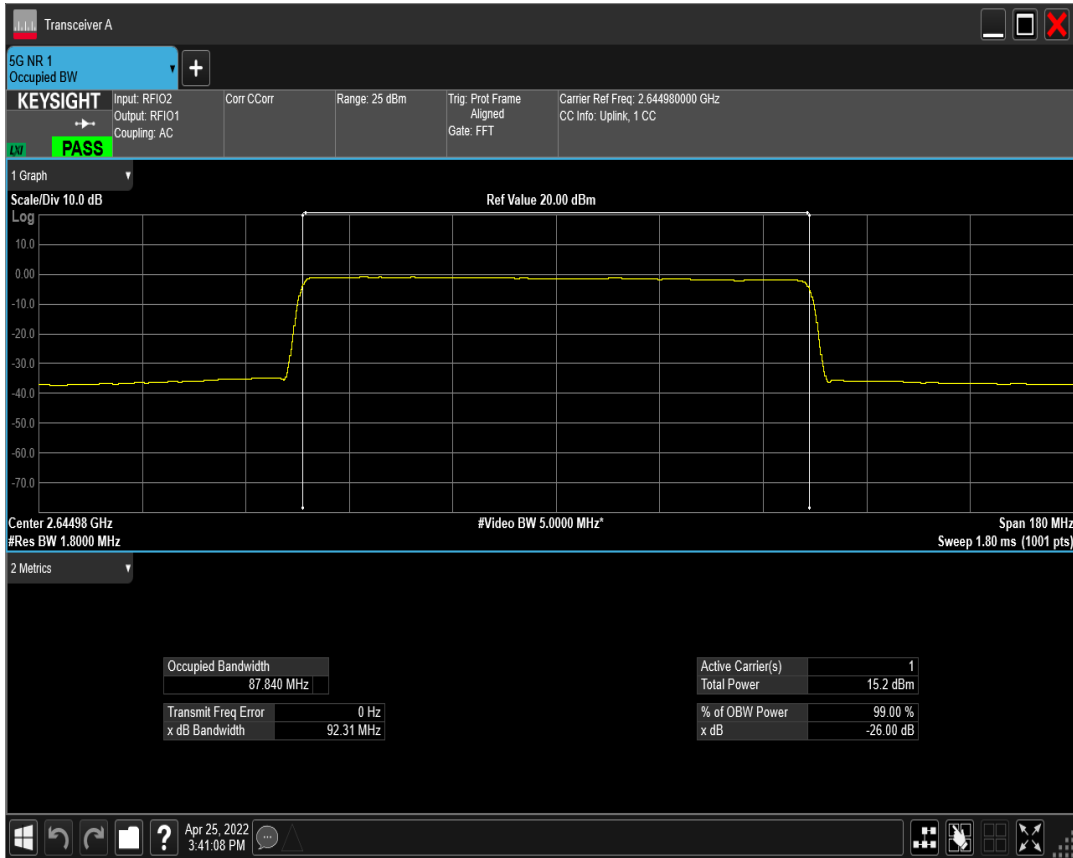 Transceiver A
5G NR 1
Occupied BW
+
KEYSIGHT
LXI
PASS
Input: RFIO2
Output: RFIO1
Coupling: AC
Corr CCorr
Range: 25 dBm
Trig: Prot Frame
Aligned
Gate: FFT
Carrier Ref Freq: 2.644980000 GHz
CC Info: Uplink, 1 CC
1 Graph
Scale/Div 10.0 dB
Ref Value 20.00 dBm
Log
10.0
0.00
-10.0
-20.0
-30.0
-40.0
-50.0
-60.0
-70.0
Center 2.64498 GHz
#Video BW 5.0000 MHz*
Span 180 MHz
#Res BW 1.8000 MHz
Sweep 1.80 ms (1001 pts)
2 Metrics
Occupied Bandwidth
87.840 MHz
Transmit Freq Error 0 Hz
x dB Bandwidth 92.31 MHz
Active Carrier(s) 1
Total Power 15.2 dBm
% of OBW Power 99.00 %
x dB -26.00 dB
?
Apr 25, 2022
3:41:08 PM